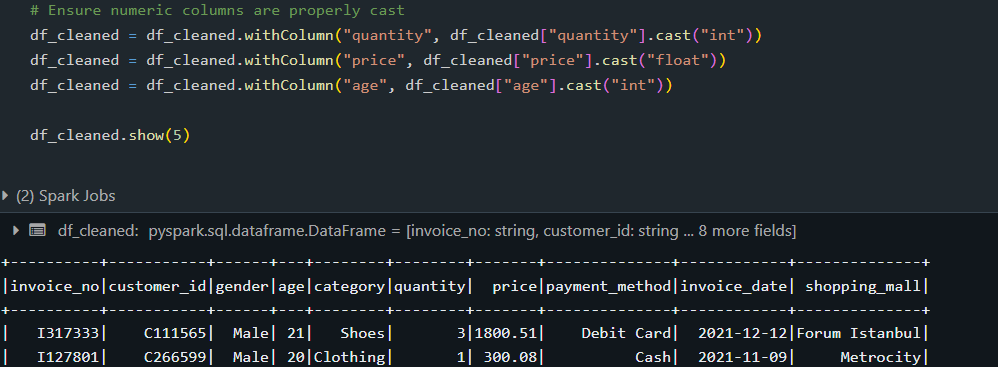 # Ensure numeric columns are properly cast
df_cleaned = df_cleaned.withColumn("quantity", df_cleaned["quantity"].cast("int"))
df_cleaned = df_cleaned.withColumn("price", df_cleaned["price"].cast("float"))
df_cleaned = df_cleaned.withColumn("age", df_cleaned["age"].cast("int"))
df_cleaned.show(5)
(2) Spark Jobs
df_cleaned: pyspark.sql.dataframe.DataFrame = [invoice_no: string, customer_id: string ... 8 more fields]
+----------+-----------+------+---+--------+--------+-------+--------------+------------+--------------+
|invoice_no|customer_id|gender|age|category|quantity|  price|payment_method|invoice_date| shopping_mall|
+----------+-----------+------+---+--------+--------+-------+--------------+------------+--------------+
|   I317333|    C111565|  Male| 21|   Shoes|       3|1800.51|    Debit Card|  2021-12-12|Forum Istanbul|
|   I127801|    C266599|  Male| 20|Clothing|       1| 300.08|          Cash|  2021-11-09|     Metrocity|